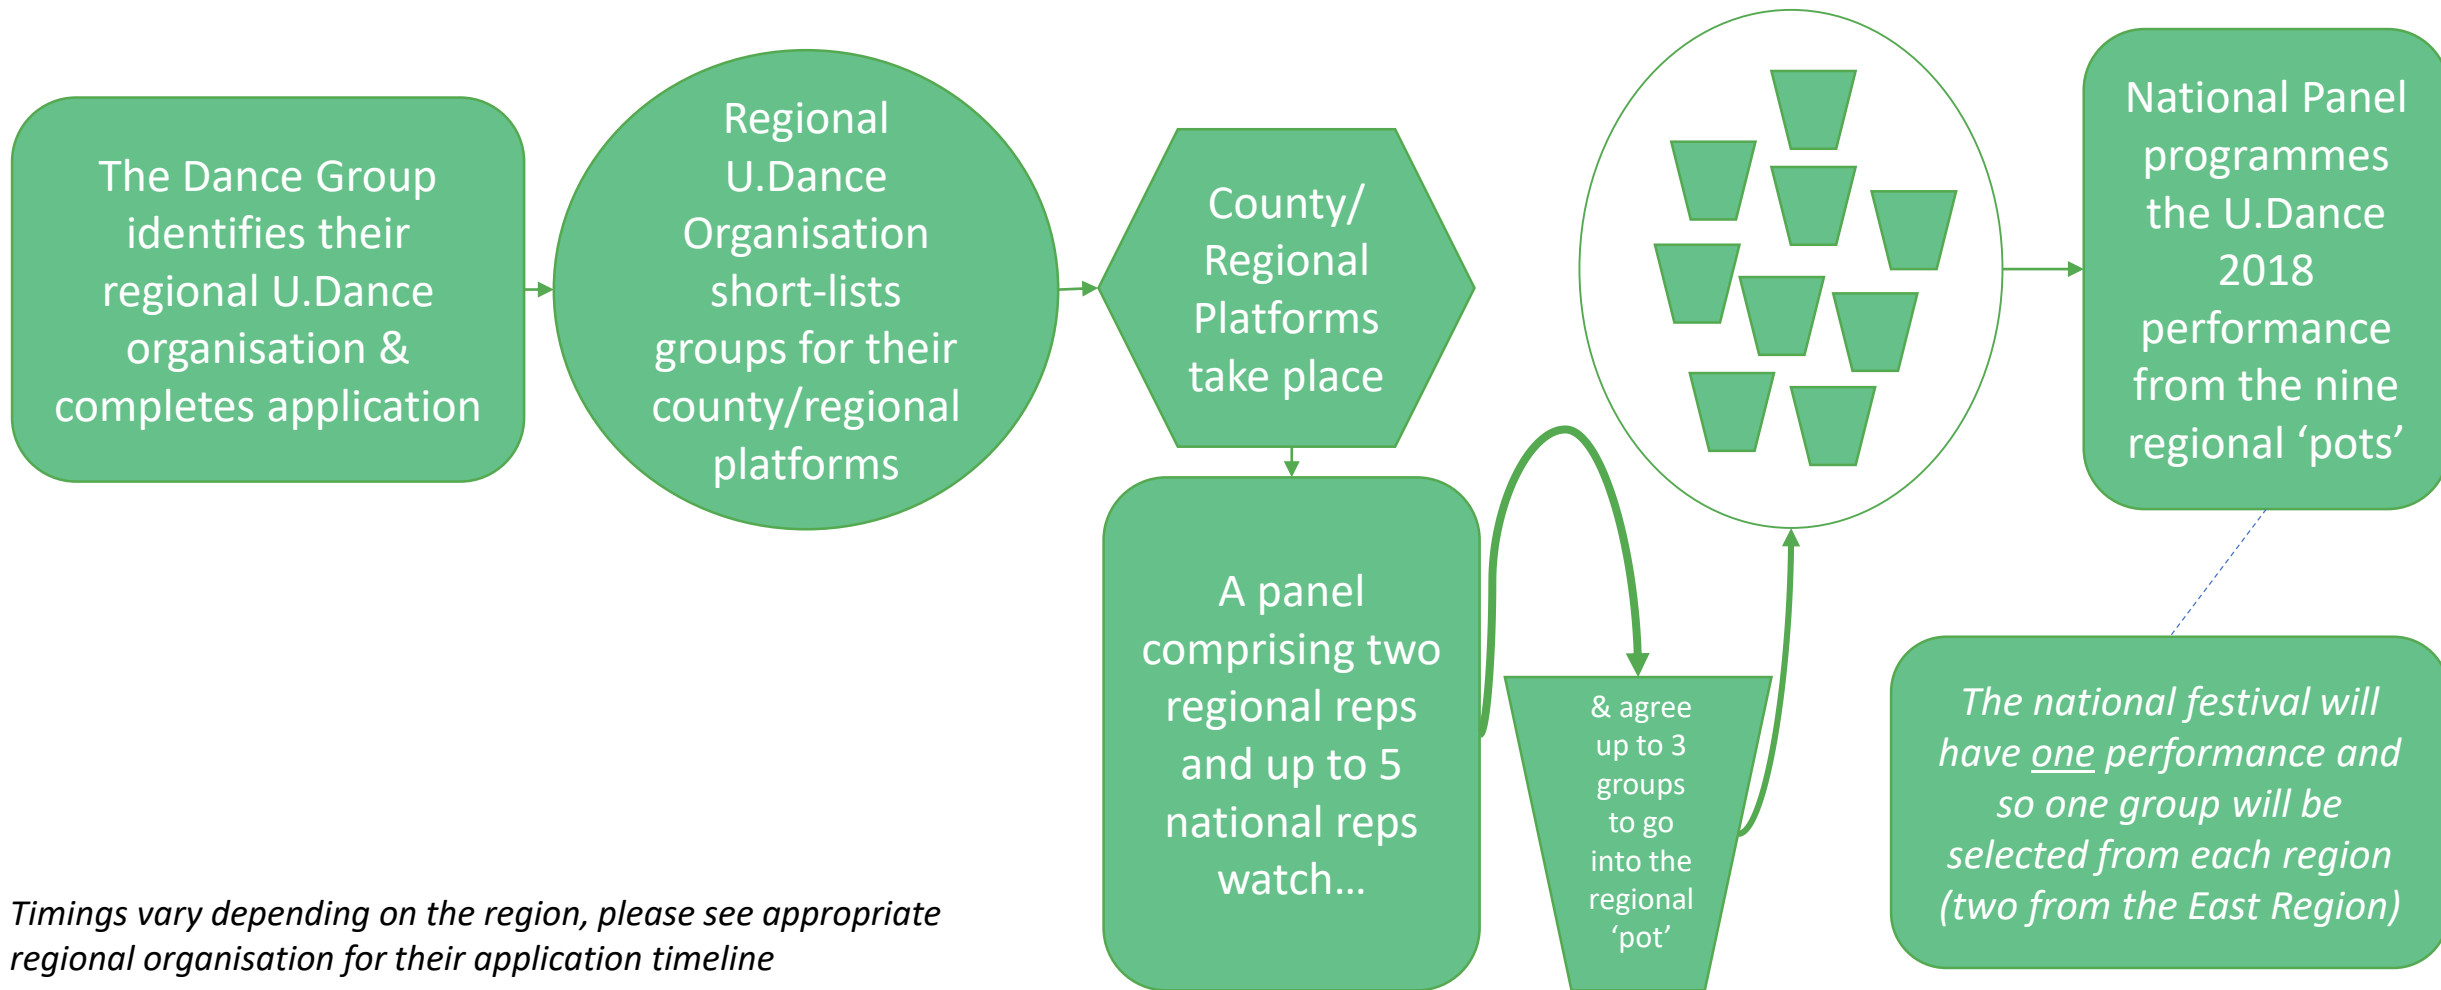 The Dance Group
identifies their
regional U.Dance
organisation &
completes application
Regional
U.Dance
Organisation
short-lists
groups for their
county/regional
platforms
County/
Regional
Platforms
take place
A panel
comprising two
regional reps
and up to 5
national reps
watch…
& agree
up to 3
groups
to go
into the
regional
‘pot’
National Panel
programmes
the U.Dance
2018
performance
from the nine
regional ‘pots’
The national festival will
have one performance and
so one group will be
selected from each region
(two from the East Region)
Timings vary depending on the region, please see appropriate
regional organisation for their application timeline